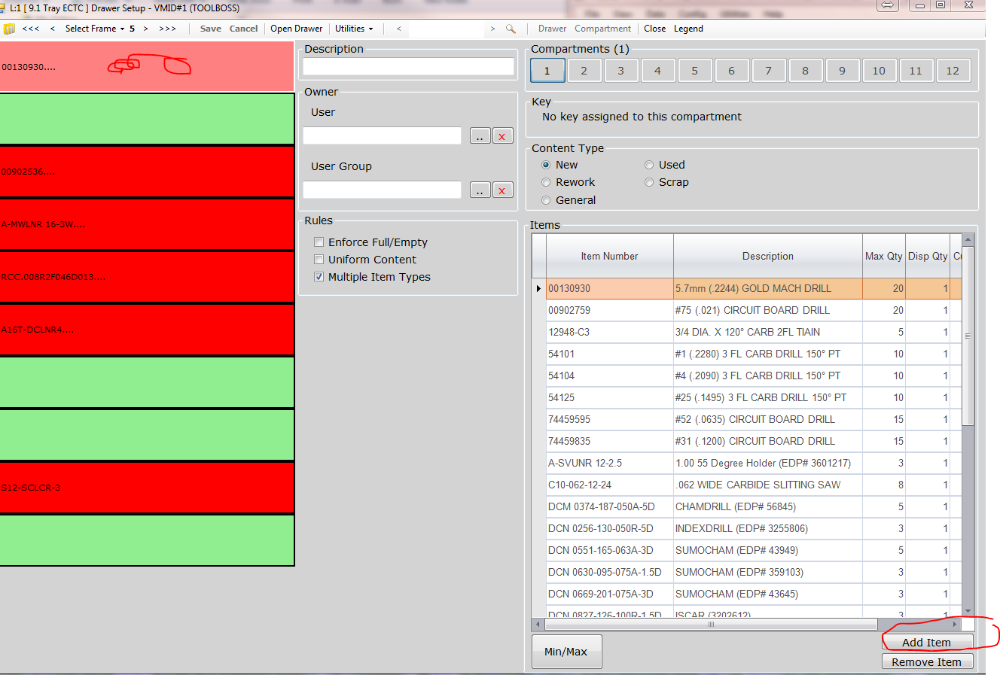 L:1 [ 9.1 Tray ECTC ] Drawer Setup - VMID#1 (TOOLBOSS)
<<< < Select Frame 5 > >>> Save Cancel Open Drawer Utilities < > Drawer Compartment Close Legend
00130930....
00902536....
A-MWLNR 16-3W....
RCC.008R2F046D013....
A16T-DCLNR4....
S12-SCLCR-3
Description
Owner
User
.. x
User Group
.. x
Rules
Enforce Full/Empty
Uniform Content
Multiple Item Types
Compartments (1)
1 2 3 4 5 6 7 8 9 10 11 12
Key
No key assigned to this compartment
Content Type
New Used
Rework Scrap
General
Items
Item Number Description Max Qty Disp Qty
00130930 5.7mm (.2244) GOLD MACH DRILL 20 1
00902759 #75 (.021) CIRCUIT BOARD DRILL 20 1
12948-C3 3/4 DIA. X 120° CARB 2FL TIAIN 5 1
54101 #1 (.2280) 3 FL CARB DRILL 150° PT 10 1
54104 #4 (.2090) 3 FL CARB DRILL 150° PT 10 1
54125 #25 (.1495) 3 FL CARB DRILL 150° PT 10 1
74459595 #52 (.0635) CIRCUIT BOARD DRILL 15 1
74459835 #31 (.1200) CIRCUIT BOARD DRILL 15 1
A-SVUNR 12-2.5 1.00 55 Degree Holder (EDP# 3601217) 3 1
C10-062-12-24 .062 WIDE CARBIDE SLITTING SAW 8 1
DCM 0374-187-050A-5D CHAMDRILL (EDP# 56845) 5 1
DCN 0256-130-050R-5D INDEXDRILL (EDP# 3255806) 3 1
DCN 0551-165-063A-3D SUMOCHAM (EDP# 43949) 5 1
DCN 0630-095-075A-1.5D SUMOCHAM (EDP# 359103) 3 1
DCN 0669-201-075A-3D SUMOCHAM (EDP# 43645) 3 1
DCN 0827-126-100R-1.5D ISCAR (3202612) 3 1
Min/Max
Add Item
Remove Item